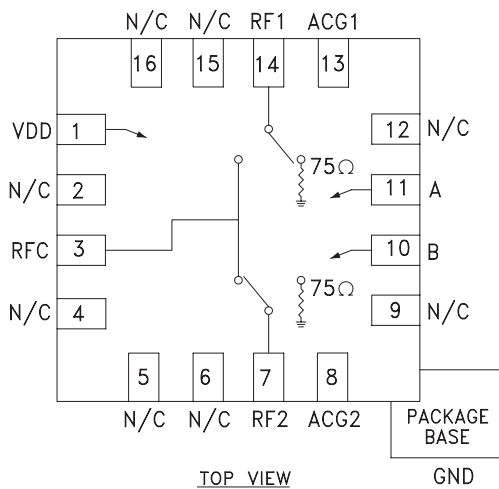 N/C N/C RF1 ACG1
16 15 14 13
VDD 1 12 N/C
75Ω
N/C 2 11 A
RFC 3 10 B
75Ω
N/C 4 9 N/C
5 6 7 8
N/C N/C RF2 ACG2
PACKAGE
BASE
TOP VIEW
GND